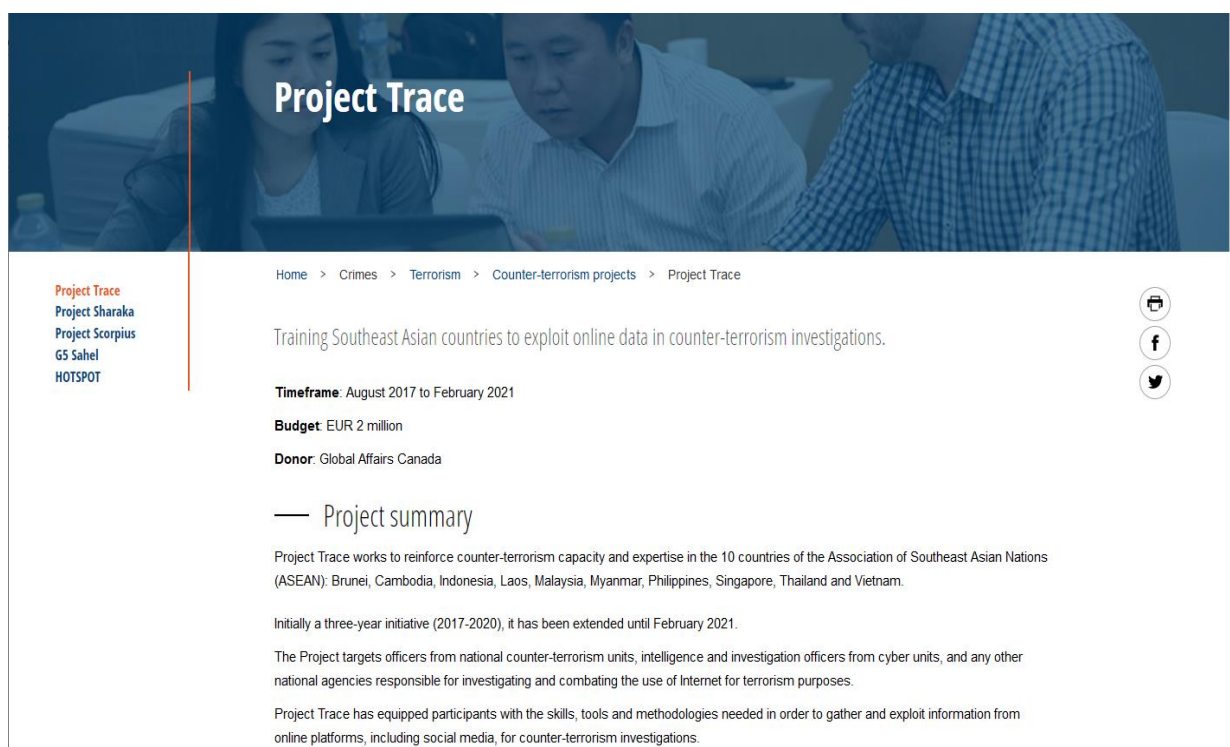 Project Trace
Home > Crimes > Terrorism > Counter-terrorism projects > Project Trace
Project Trace
Project Sharaka
Project Scorpius
G5 Sahel
HOTSPOT
Training Southeast Asian countries to exploit online data in counter-terrorism investigations.
Timeframe: August 2017 to February 2021
Budget: EUR 2 million
Donor: Global Affairs Canada
Project summary
Project Trace works to reinforce counter-terrorism capacity and expertise in the 10 countries of the Association of Southeast Asian Nations
(ASEAN): Brunei, Cambodia, Indonesia, Laos, Malaysia, Myanmar, Philippines, Singapore, Thailand and Vietnam.
Initially a three-year initiative (2017-2020), it has been extended until February 2021.
The Project targets officers from national counter-terrorism units, intelligence and investigation officers from cyber units, and any other
national agencies responsible for investigating and combating the use of Internet for terrorism purposes.
Project Trace has equipped participants with the skills, tools and methodologies needed in order to gather and exploit information from
online platforms, including social media, for counter-terrorism investigations.